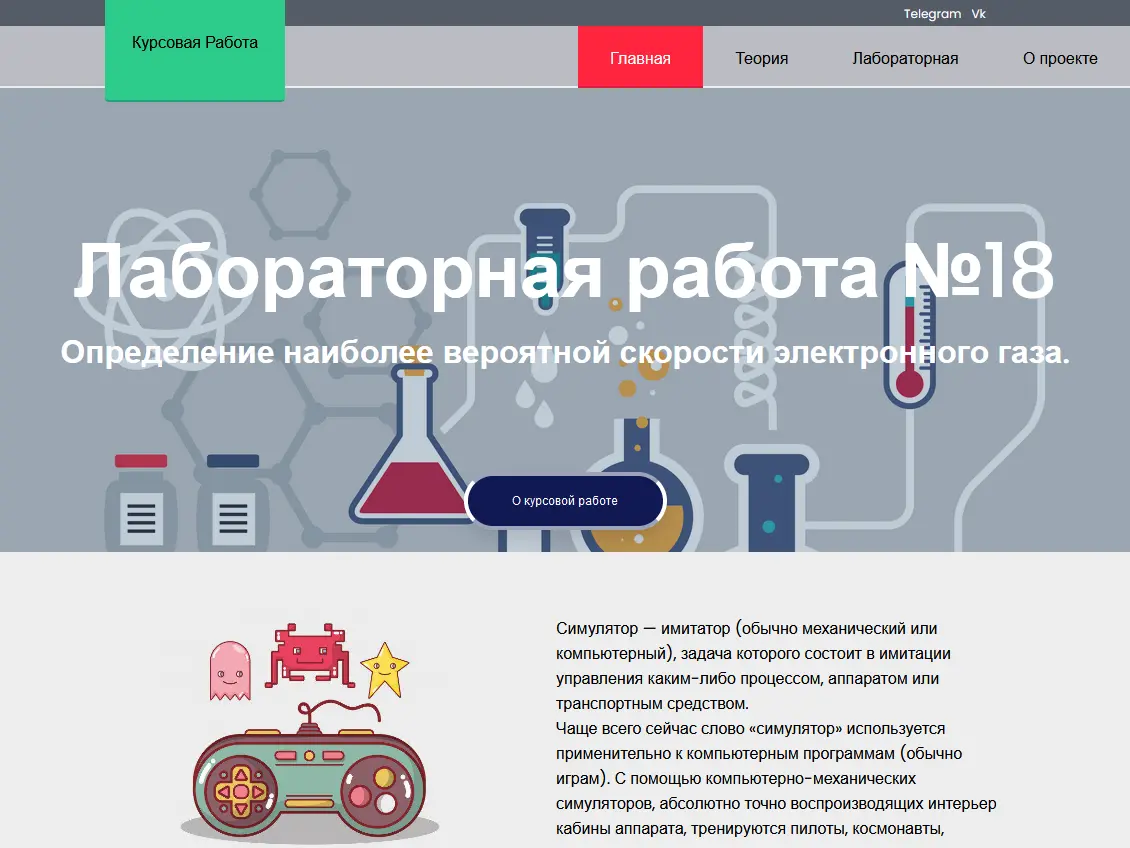 Telegram Vk
Курсовая Работа
Главная Теория Лабораторная О проекте
Лабораторная работа №18
Определение наиболее вероятной скорости электронного газа.
О курсовой работе
Симулятор — имитатор (обычно механический или
компьютерный), задача которого состоит в имитации
управления каким-либо процессом, аппаратом или
транспортным средством.
Чаще всего сейчас слово «симулятор» используется
применительно к компьютерным программам (обычно
играм). С помощью компьютерно-механических
симуляторов, абсолютно точно воспроизводящих интерьер
кабины аппарата, тренируются пилоты, космонавты,